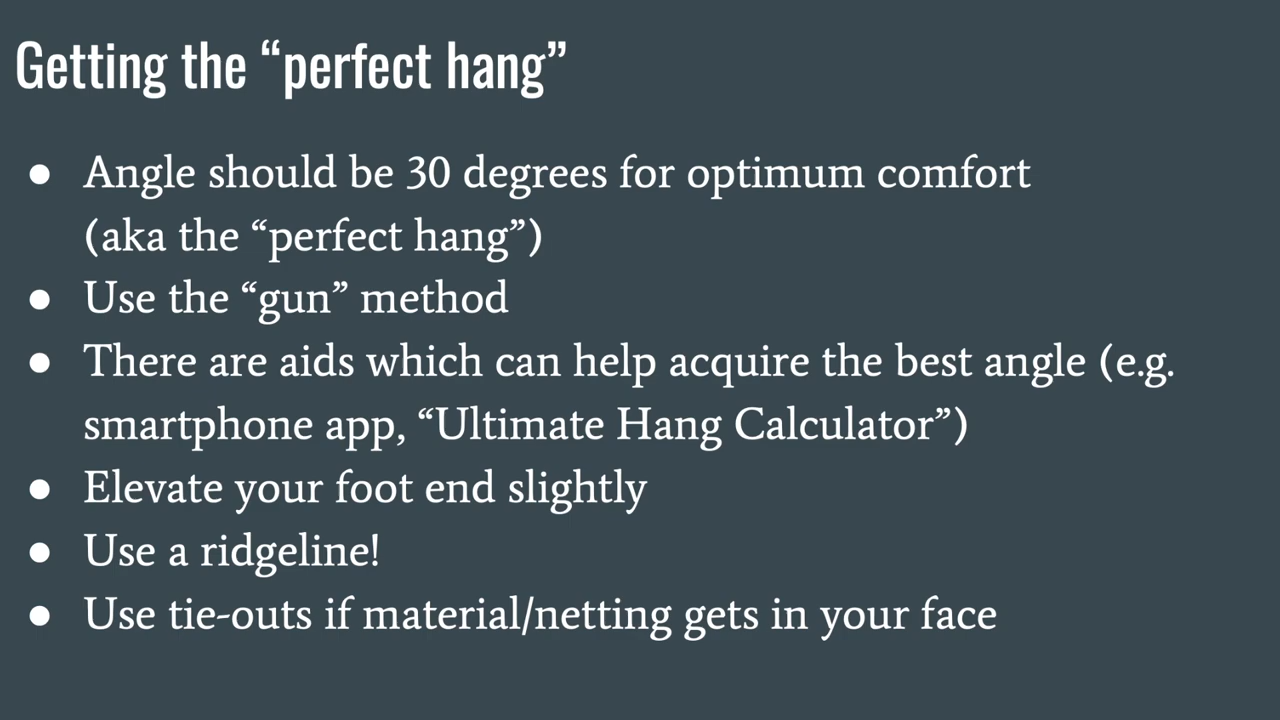 Getting the “perfect hang”
● Angle should be 30 degrees for optimum comfort
(aka the “perfect hang”)
● Use the “gun” method
● There are aids which can help acquire the best angle (e.g.
smartphone app, “Ultimate Hang Calculator”)
● Elevate your foot end slightly
● Use a ridgeline!
● Use tie-outs if material/netting gets in your face